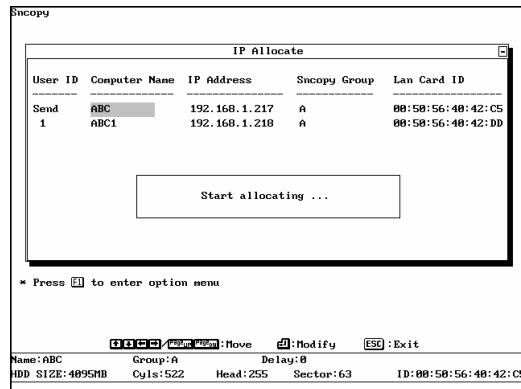 Sncopy
IP Allocate
User ID Computer Name IP Address Sncopy Group Lan Card ID
Send ABC 192.168.1.217 A 00:50:56:40:42:C5
1 ABC1 192.168.1.218 A 00:50:56:40:42:DD
Start allocating ...
* Press F1 to enter option menu
↑↓←→/PageUp PageDn:Move ↵:Modify ESC:Exit
Name:ABC Group:A Delay:0
HDD SIZE:4095MB Cyls:522 Head:255 Sector:63 ID:00:50:56:40:42:C5